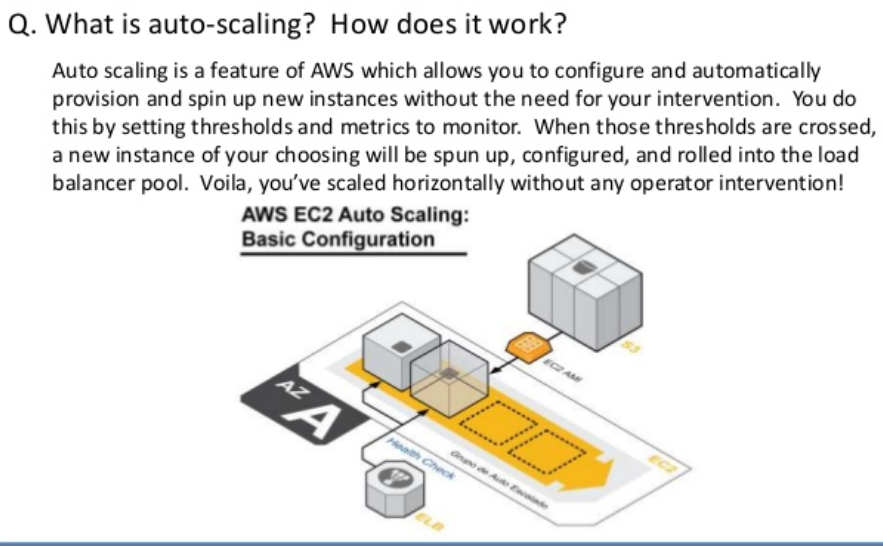 Q. What is auto-scaling?  How does it work?
Auto scaling is a feature of AWS which allows you to configure and automatically
provision and spin up new instances without the need for your intervention.  You do
this by setting thresholds and metrics to monitor.  When those thresholds are crossed,
a new instance of your choosing will be spun up, configured, and rolled into the load
balancer pool.  Voila, you've scaled horizontally without any operator intervention!
AWS EC2 Auto Scaling:
Basic Configuration
S3
EC2 AMI
AZ
A
Health Check
Grupo de Auto Escalado
EC2
ELB